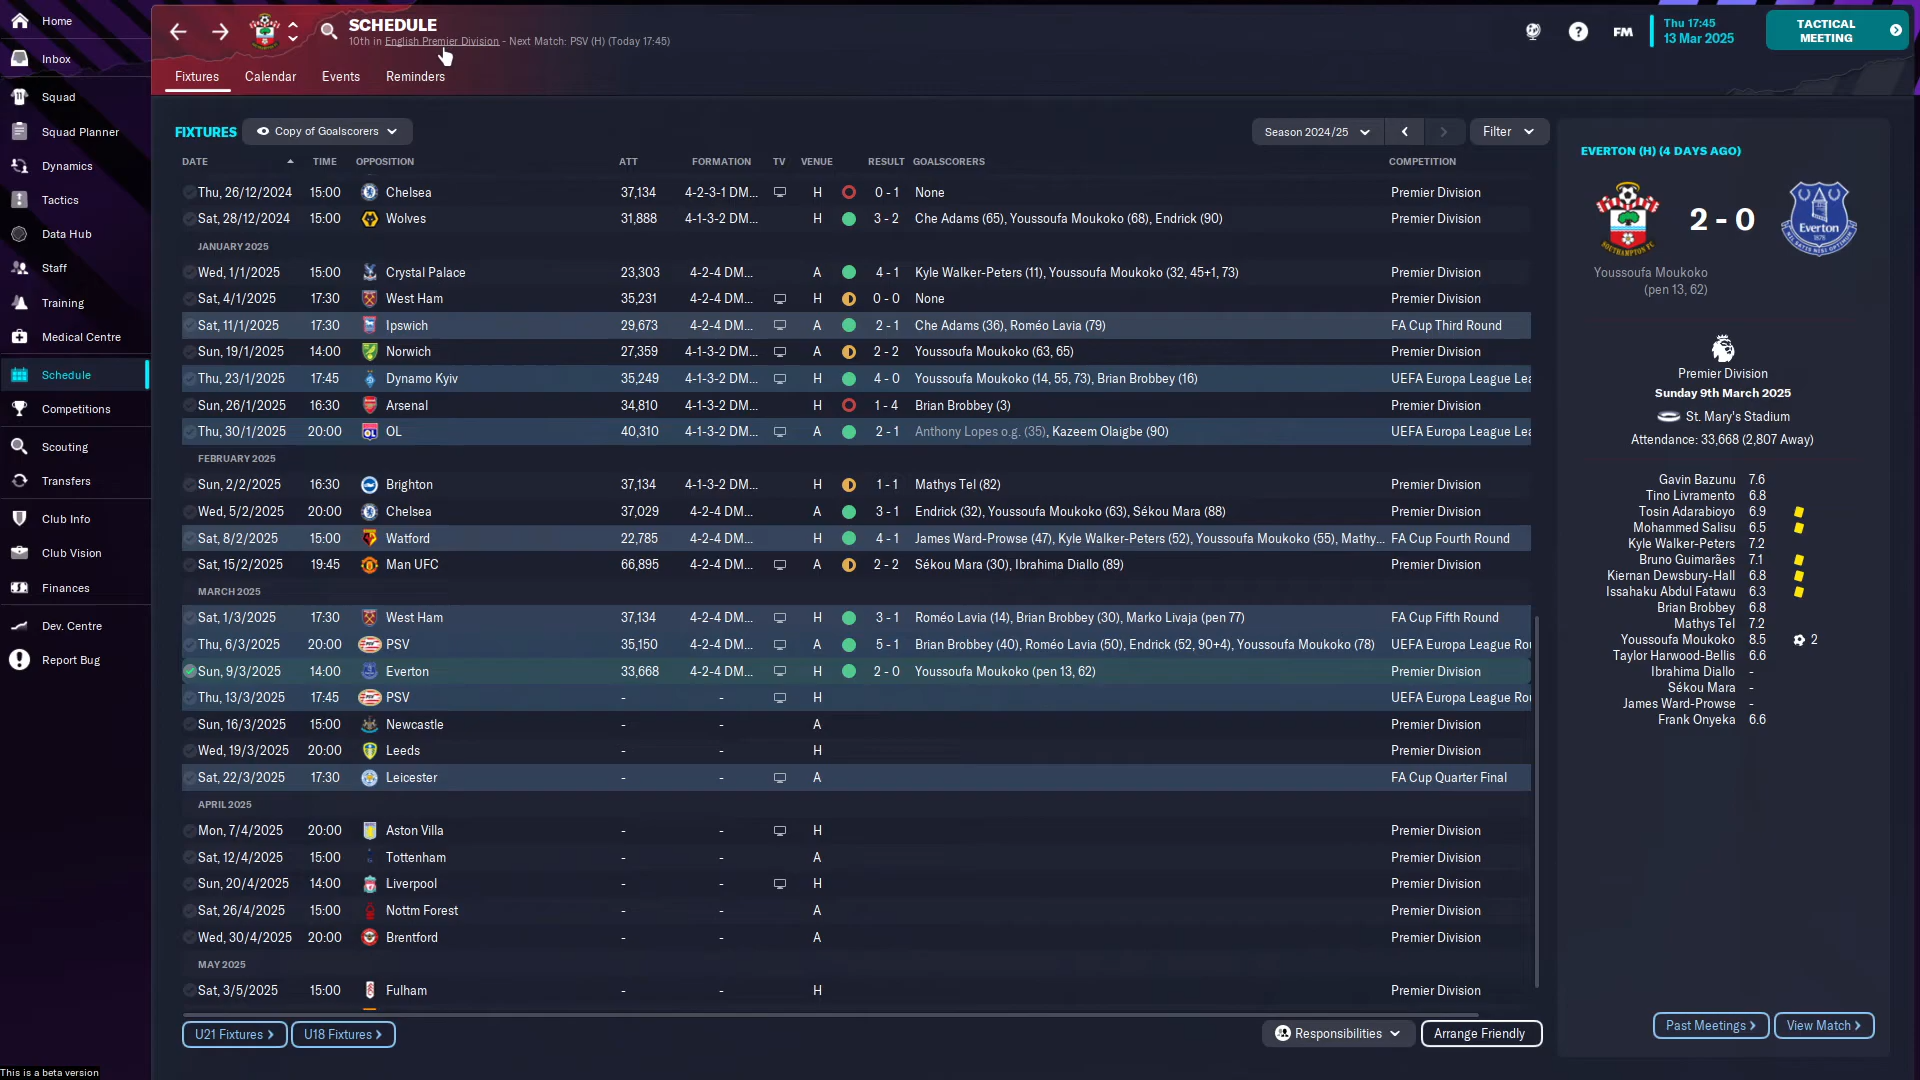 Home
Inbox
Squad
Squad Planner
Dynamics
Tactics
Data Hub
Staff
Training
Medical Centre
Schedule
Competitions
Scouting
Transfers
Club Info
Club Vision
Finances
Dev. Centre
Report Bug
This is a beta version
SCHEDULE
10th in English Premier Division - Next Match: PSV (H) (Today 17:45)
Fixtures Calendar Events Reminders
FM
Thu 17:45
13 Mar 2025
TACTICAL MEETING
FIXTURES Copy of Goalscorers Season 2024/25 Filter
DATE TIME OPPOSITION ATT FORMATION TV VENUE RESULT GOALSCORERS COMPETITION
Thu, 26/12/2024 15:00 Chelsea 37,134 4-2-3-1 DM... H 0 - 1 None Premier Division
Sat, 28/12/2024 15:00 Wolves 31,888 4-1-3-2 DM... H 3 - 2 Che Adams (65), Youssoufa Moukoko (68), Endrick (90) Premier Division
JANUARY 2025
Wed, 1/1/2025 15:00 Crystal Palace 23,303 4-2-4 DM... A 4 - 1 Kyle Walker-Peters (11), Youssoufa Moukoko (32, 45+1, 73) Premier Division
Sat, 4/1/2025 17:30 West Ham 35,231 4-2-4 DM... H 0 - 0 None Premier Division
Sat, 11/1/2025 17:30 Ipswich 29,673 4-2-4 DM... A 2 - 1 Che Adams (36), Roméo Lavia (79) FA Cup Third Round
Sun, 19/1/2025 14:00 Norwich 27,359 4-1-3-2 DM... A 2 - 2 Youssoufa Moukoko (63, 65) Premier Division
Thu, 23/1/2025 17:45 Dynamo Kyiv 35,249 4-1-3-2 DM... H 4 - 0 Youssoufa Moukoko (14, 55, 73), Brian Brobbey (16) UEFA Europa League Lea
Sun, 26/1/2025 16:30 Arsenal 34,810 4-1-3-2 DM... H 1 - 4 Brian Brobbey (3) Premier Division
Thu, 30/1/2025 20:00 OL 40,310 4-1-3-2 DM... A 2 - 1 Anthony Lopes o.g. (35), Kazeem Olaigbe (90) UEFA Europa League Lea
FEBRUARY 2025
Sun, 2/2/2025 16:30 Brighton 37,134 4-1-3-2 DM... H 1 - 1 Mathys Tel (82) Premier Division
Wed, 5/2/2025 20:00 Chelsea 37,029 4-2-4 DM... A 3 - 1 Endrick (32), Youssoufa Moukoko (63), Sékou Mara (88) Premier Division
Sat, 8/2/2025 15:00 Watford 22,785 4-2-4 DM... H 4 - 1 James Ward-Prowse (47), Kyle Walker-Peters (52), Youssoufa Moukoko (55), Mathy... FA Cup Fourth Round
Sat, 15/2/2025 19:45 Man UFC 66,895 4-2-4 DM... A 2 - 2 Sékou Mara (30), Ibrahima Diallo (89) Premier Division
MARCH 2025
Sat, 1/3/2025 17:30 West Ham 37,134 4-2-4 DM... H 3 - 1 Roméo Lavia (14), Brian Brobbey (30), Marko Livaja (pen 77) FA Cup Fifth Round
Thu, 6/3/2025 20:00 PSV 35,150 4-2-4 DM... A 5 - 1 Brian Brobbey (40), Roméo Lavia (50), Endrick (52, 90+4), Youssoufa Moukoko (78) UEFA Europa League Rou
Sun, 9/3/2025 14:00 Everton 33,668 4-2-4 DM... H 2 - 0 Youssoufa Moukoko (pen 13, 62) Premier Division
Thu, 13/3/2025 17:45 PSV - - H UEFA Europa League Rou
Sun, 16/3/2025 15:00 Newcastle - - A Premier Division
Wed, 19/3/2025 20:00 Leeds - - H Premier Division
Sat, 22/3/2025 17:30 Leicester - - A FA Cup Quarter Final
APRIL 2025
Mon, 7/4/2025 20:00 Aston Villa - - H Premier Division
Sat, 12/4/2025 15:00 Tottenham - - A Premier Division
Sun, 20/4/2025 14:00 Liverpool - - H Premier Division
Sat, 26/4/2025 15:00 Nottm Forest - - A Premier Division
Wed, 30/4/2025 20:00 Brentford - - A Premier Division
MAY 2025
Sat, 3/5/2025 15:00 Fulham - - H Premier Division
U21 Fixtures U18 Fixtures Responsibilities Arrange Friendly
EVERTON (H) (4 DAYS AGO)
2 - 0
Everton
Youssoufa Moukoko
(pen 13, 62)
Premier Division
Sunday 9th March 2025
St. Mary's Stadium
Attendance: 33,668 (2,807 Away)
Gavin Bazunu 7.6
Tino Livramento 6.8
Tosin Adarabioyo 6.9
Mohammed Salisu 6.5
Kyle Walker-Peters 7.2
Bruno Guimarães 7.1
Kiernan Dewsbury-Hall 6.8
Issahaku Abdul Fatawu 6.3
Brian Brobbey 6.8
Mathys Tel 7.2
Youssoufa Moukoko 8.5 2
Taylor Harwood-Bellis 6.6
Ibrahima Diallo -
Sékou Mara -
James Ward-Prowse -
Frank Onyeka 6.6
Past Meetings View Match